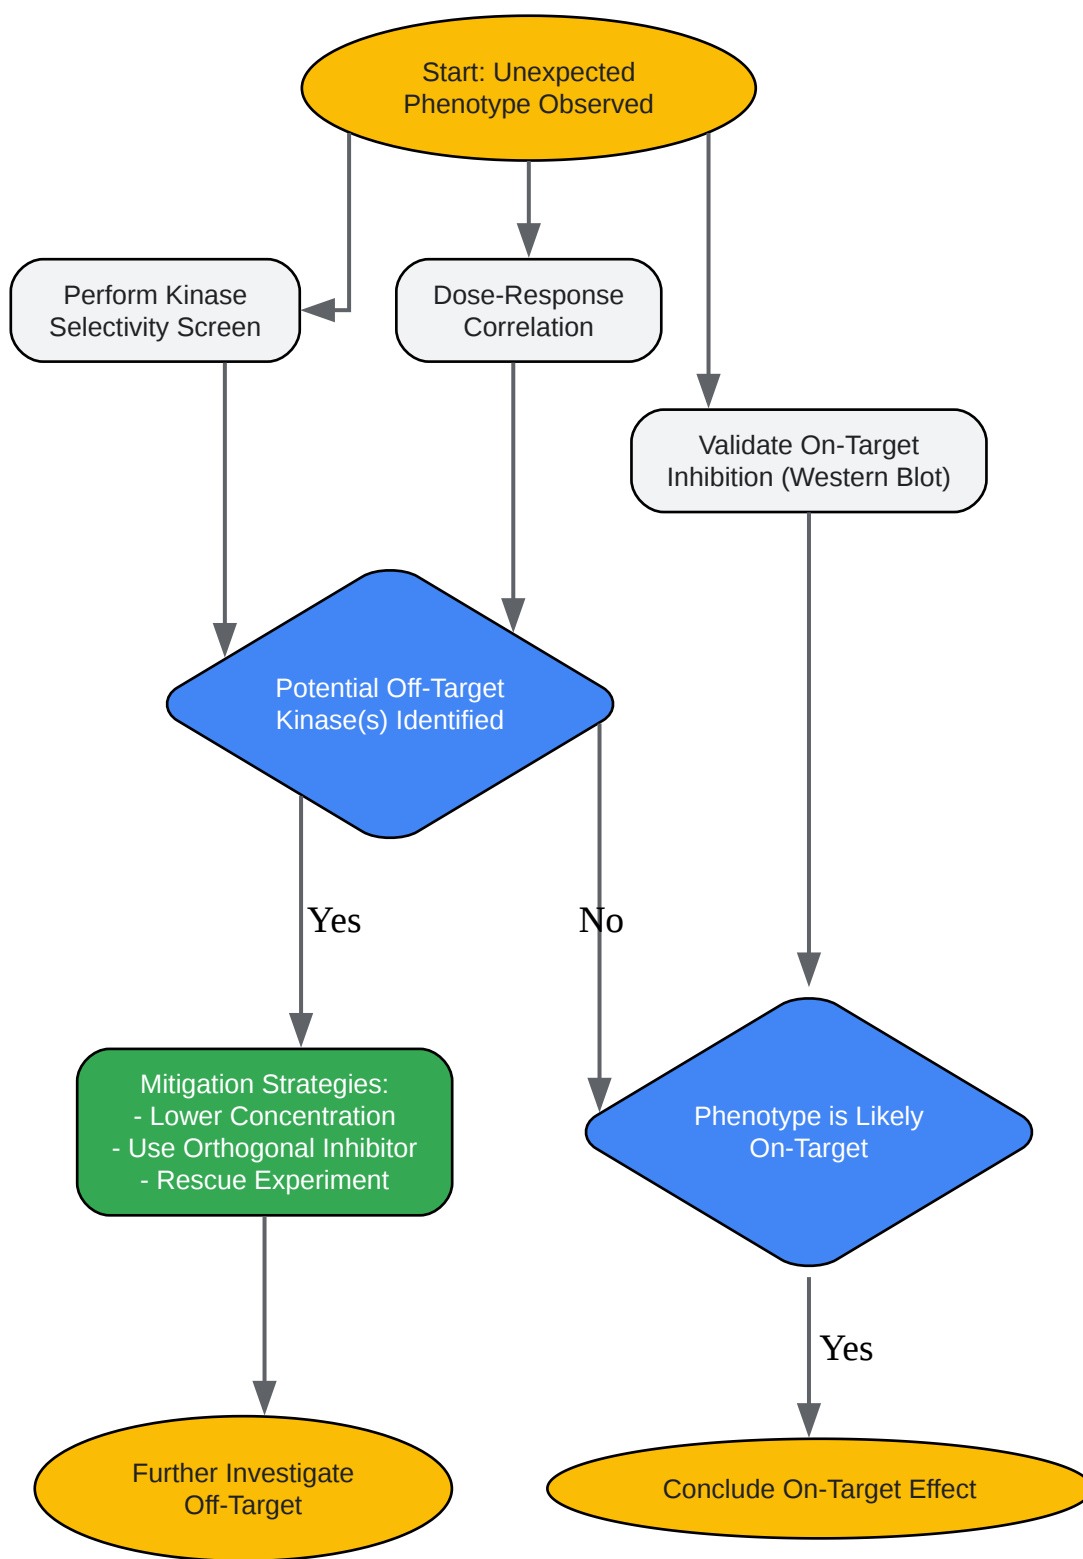 Start: Unexpected
Phenotype Observed
Perform Kinase
Selectivity Screen
Dose-Response
Correlation
Validate On-Target
Inhibition (Western Blot)
Potential Off-Target
Kinase(s) Identified
Yes
No
Mitigation Strategies:
- Lower Concentration
- Use Orthogonal Inhibitor
- Rescue Experiment
Phenotype is Likely
On-Target
Yes
Further Investigate
Off-Target
Conclude On-Target Effect